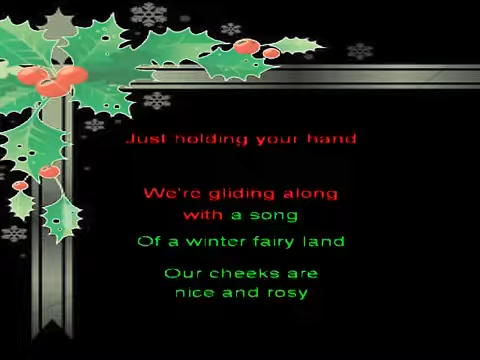 Just holding your hand
We're gliding along
with a song
Of a winter fairy land
Our cheeks are
nice and rosy